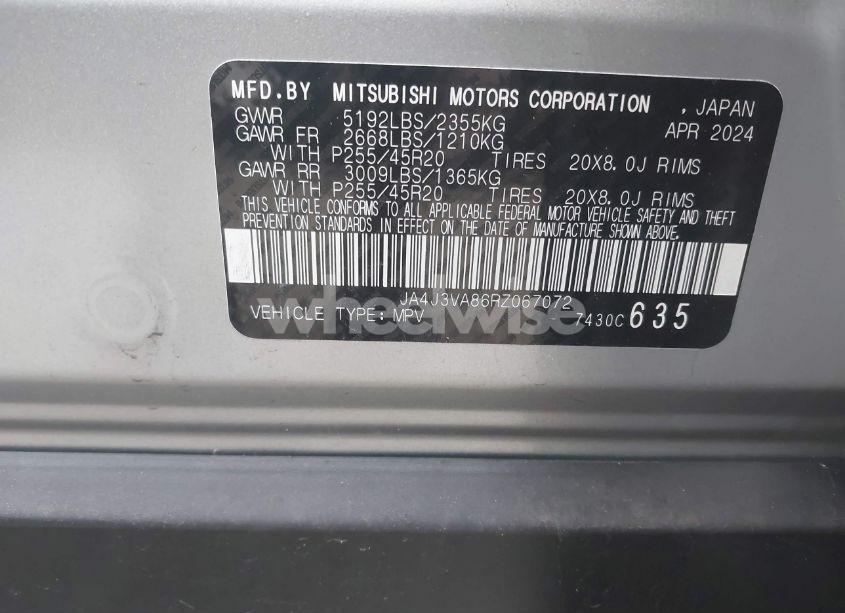 MFD.BY MITSUBISHI MOTORS CORPORATION , JAPAN
GVWR 5192LBS/2355KG APR 2024
GAWR FR 2668LBS/1210KG
WITH P255/45R20 TIRES 20X8.0J RIMS
GAWR RR 3009LBS/1365KG
WITH P255/45R20 TIRES 20X8.0J RIMS
THIS VEHICLE CONFORMS TO ALL APPLICABLE FEDERAL MOTOR VEHICLE SAFETY AND THEFT
PREVENTION STANDARDS IN EFFECT ON THE DATE OF MANUFACTURE SHOWN ABOVE.
JA4J3VA86RZ067072
wheelwise
VEHICLE TYPE: MPV 7430C 635